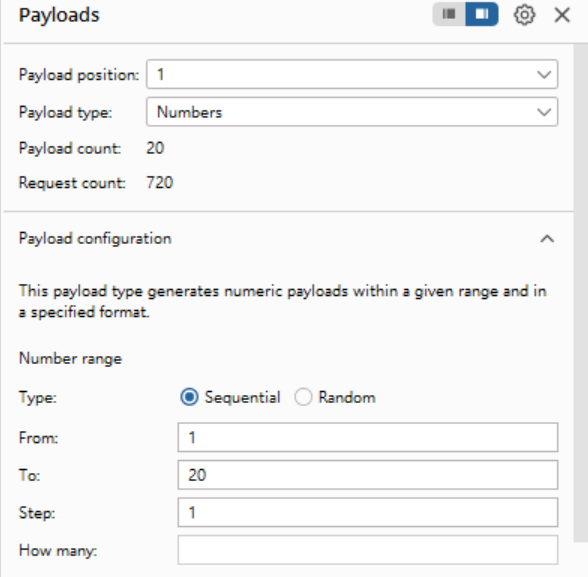 Payloads
Payload position: 1
Payload type: Numbers
Payload count: 20
Request count: 720
Payload configuration
This payload type generates numeric payloads within a given range and in
a specified format.
Number range
Type: Sequential Random
From: 1
To: 20
Step: 1
How many: